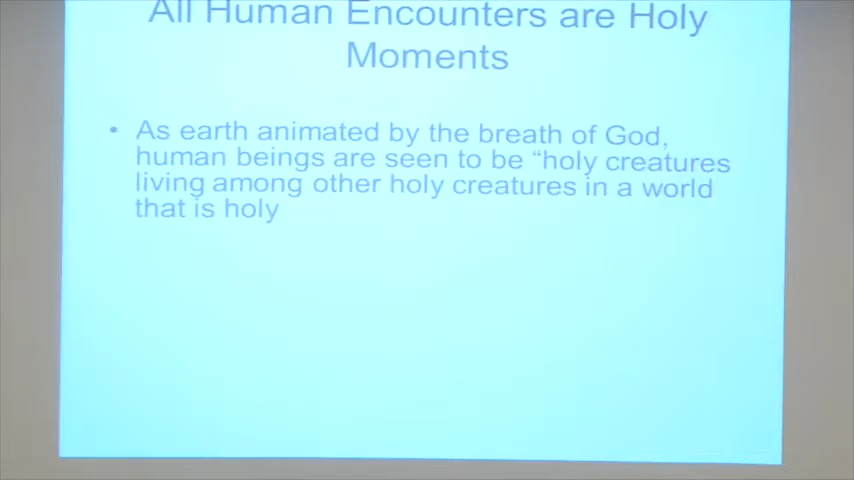 All Human Encounters are Holy
Moments
• As earth animated by the breath of God,
human beings are seen to be “holy creatures
living among other holy creatures in a world
that is holy